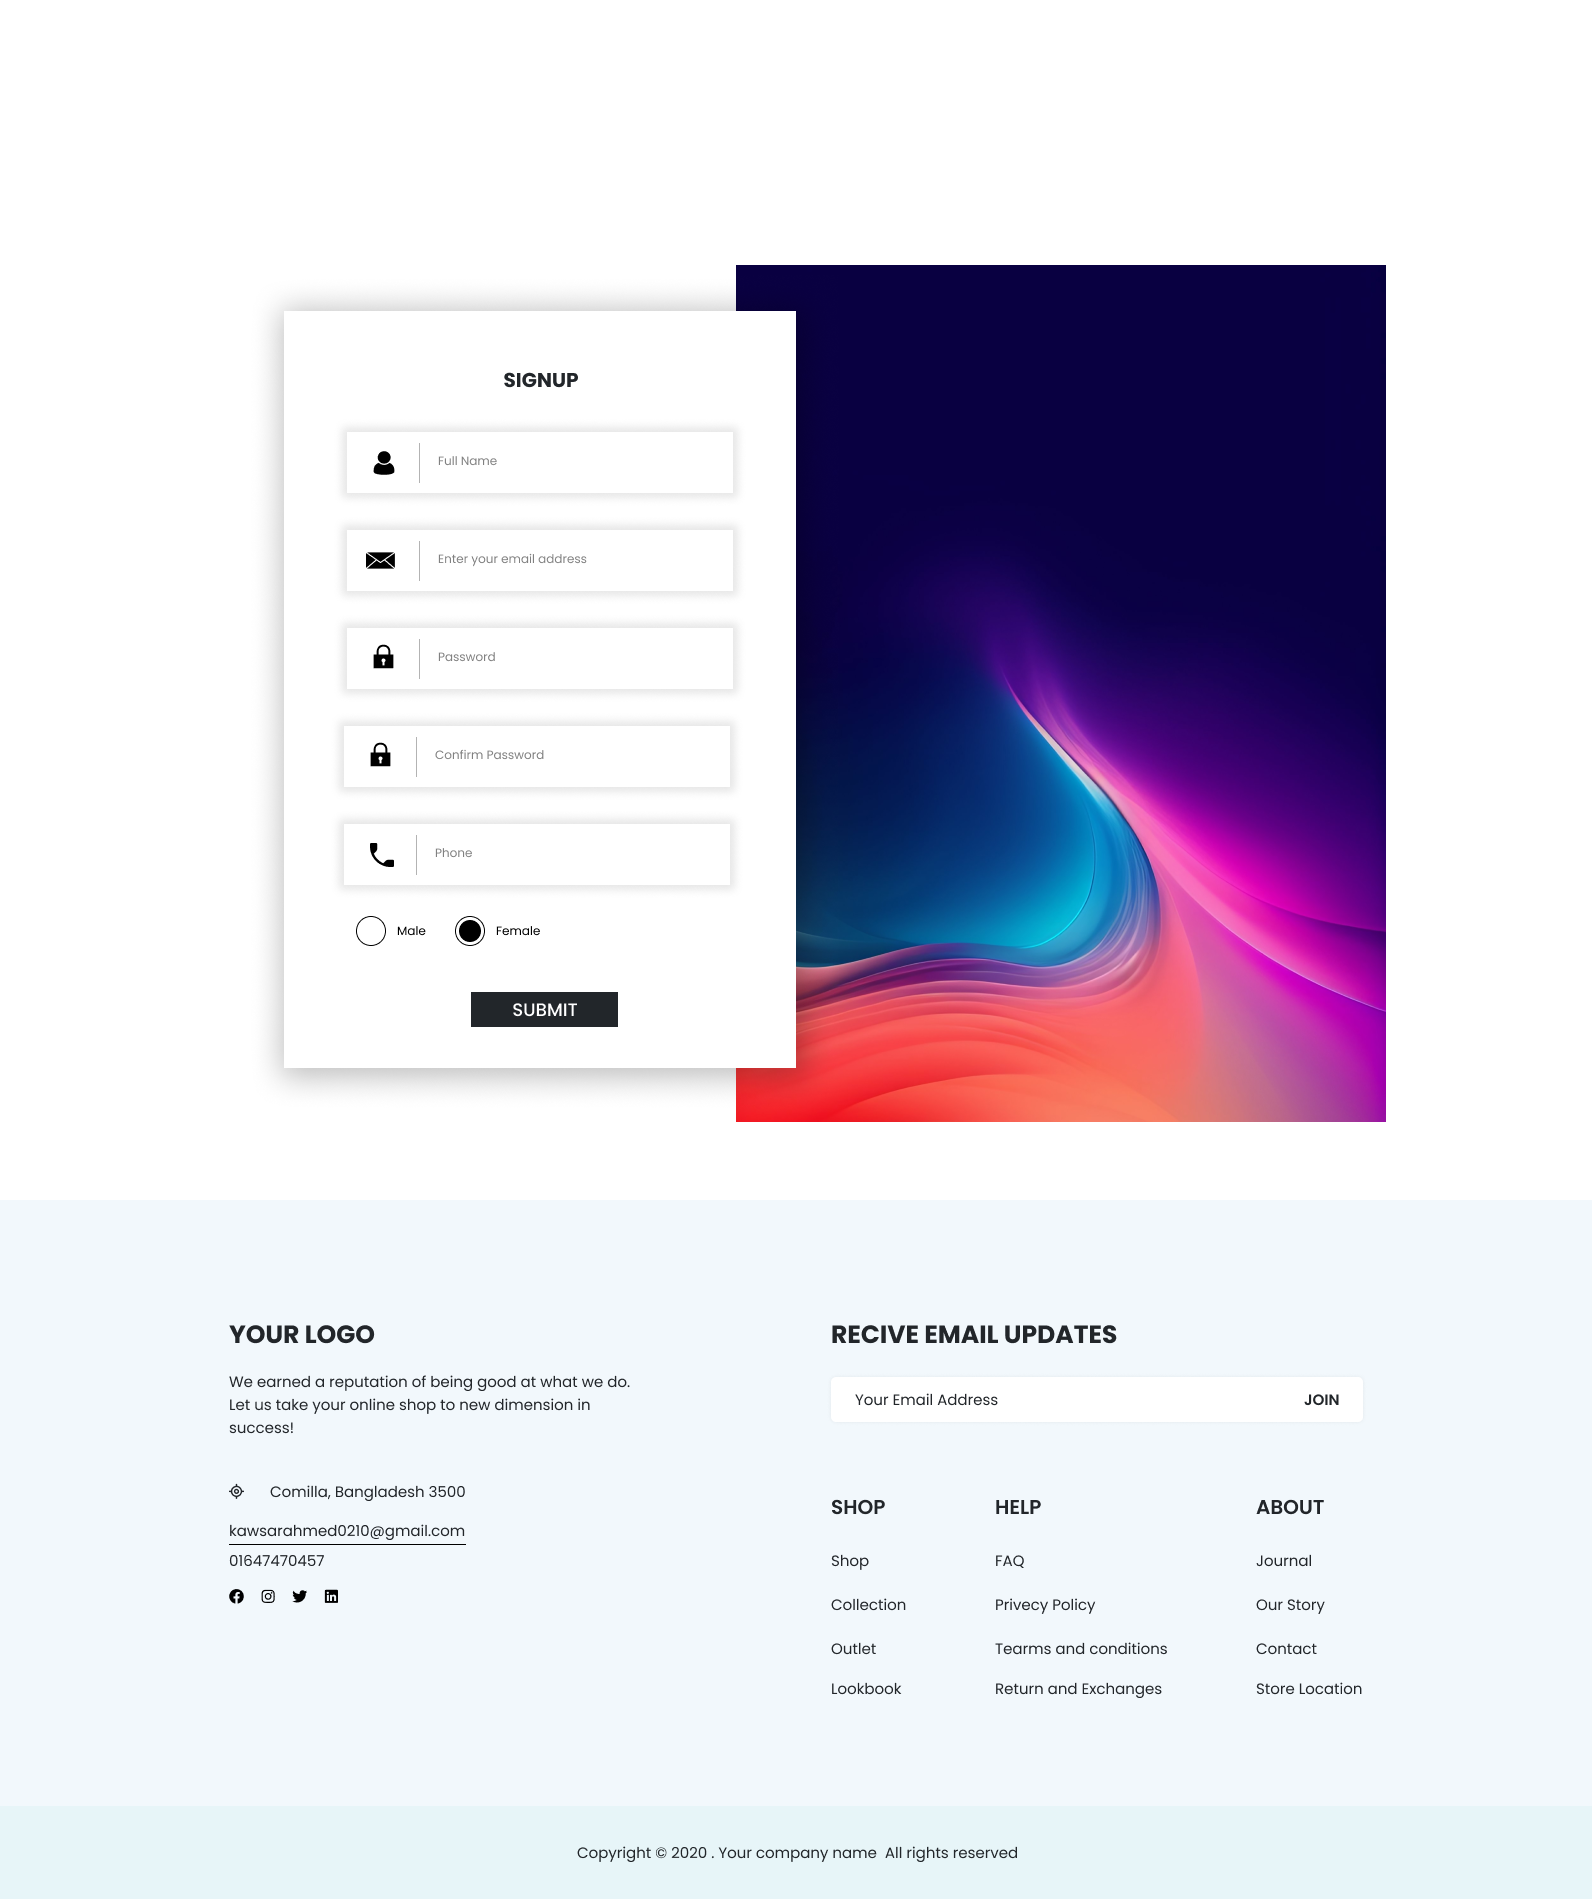 SIGNUP
Full Name
Enter your email address
Password
Confirm Password
Phone
Male
Female
SUBMIT
YOUR LOGO
We earned a reputation of being good at what we do.
Let us take your online shop to new dimension in
success!
Comilla, Bangladesh 3500
kawsarahmed0210@gmail.com
01647470457
RECIVE EMAIL UPDATES
Your Email Address
JOIN
SHOP
Shop
Collection
Outlet
Lookbook
HELP
FAQ
Privecy Policy
Tearms and conditions
Return and Exchanges
ABOUT
Journal
Our Story
Contact
Store Location
Copyright © 2020 . Your company name  All rights reserved